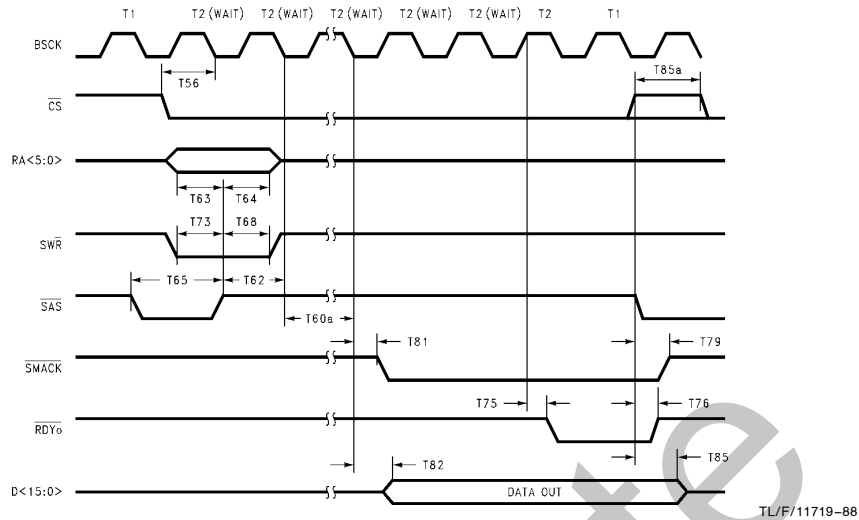 T1 T2 (WAIT) T2 (WAIT) T2 (WAIT) T2 (WAIT) T2 (WAIT) T2 T1
BSCK
T56
T85a
CS
RA<5:0>
T63 T64
T73 T68
SWR
T65 T62
SAS
T60a
T81 T79
SMACK
T75 T76
RDYo
T82 T85
D<15:0> DATA OUT
TL/F/11719-88